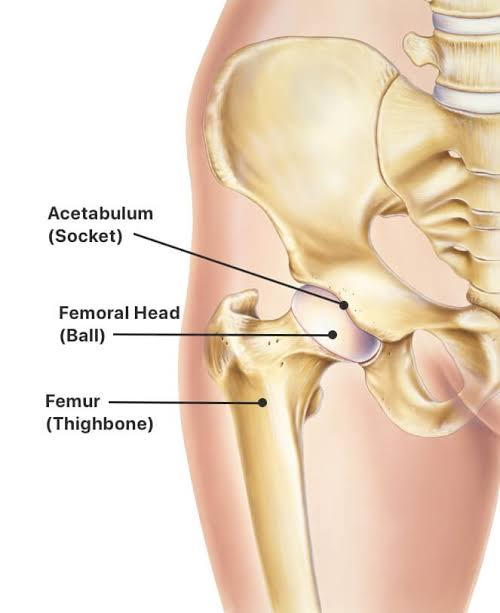 Acetabulum
(Socket)
Femoral Head
(Ball)
Femur
(Thighbone)